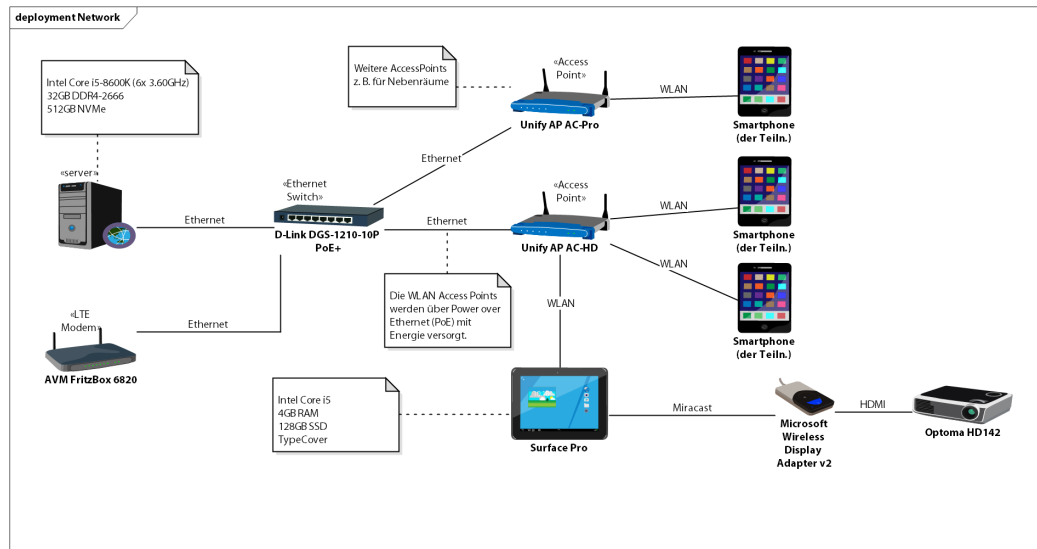 deployment Network
Intel Core i5-8600K (6x 3.60GHz)
32GB DDR4-2666
512GB NVMe
Weitere AccessPoints
z. B. für Nebenräume
«Access
Point»
Unify AP AC-Pro
WLAN
Smartphone
(der Teiln.)
Ethernet
«server»
Ethernet
«Ethernet
Switch»
D-Link DGS-1210-10P
PoE+
Ethernet
«Access
Point»
Unify AP AC-HD
WLAN
Smartphone
(der Teiln.)
WLAN
Smartphone
(der Teiln.)
Die WLAN Access Points
werden über Power over
Ethernet (PoE) mit
Energie versorgt.
WLAN
«LTE
Modem»
Ethernet
AVM FritzBox 6820
Intel Core i5
4GB RAM
128GB SSD
TypeCover
Surface Pro
Miracast
Microsoft
Wireless
Display
Adapter v2
HDMI
Optoma HD142